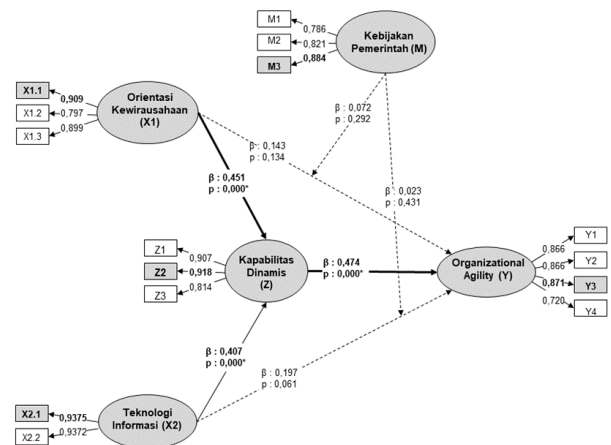 M1
0,786
M2
0,821
M3
0,884
Kebijakan
Pemerintah (M)
X1.1
0,909
X1.2
0,797
X1.3
0,899
Orientasi
Kewirausahaan
(X1)
β : 0,072
p : 0,292
β : 0,143
p : 0,134
β : 0,451
p : 0,000*
β : 0,023
p : 0,431
Z1
0,907
Z2
0,918
Z3
0,814
Kapabilitas
Dinamis
(Z)
β : 0,474
p : 0,000*
Organizational
Agility (Y)
Y1
0,866
Y2
0,866
Y3
0,871
Y4
0,720
β : 0,407
p : 0,000*
β : 0,197
p : 0,061
X2.1
0,9375
X2.2
0,9372
Teknologi
Informasi (X2)